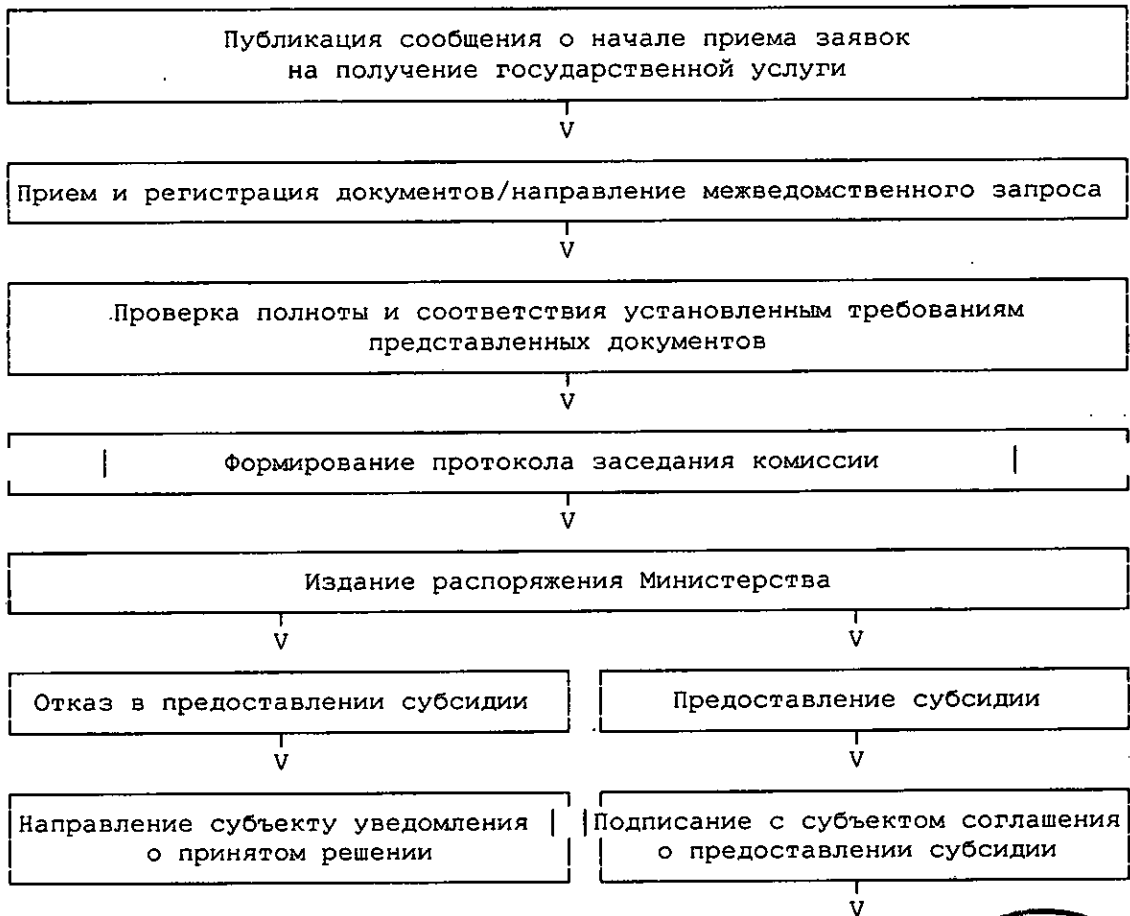 Публикация сообщения о начале приема заявок
на получение государственной услуги
V
Прием и регистрация документов/направление межведомственного запроса
V
Проверка полноты и соответствия установленным требованиям
представленных документов
V
| Формирование протокола заседания комиссии |
V
Издание распоряжения Министерства
V V
Отказ в предоставлении субсидии
Предоставление субсидии
V V
Направление субъекту уведомления
о принятом решении
Подписание с субъектом соглашения
о предоставлении субсидии
V